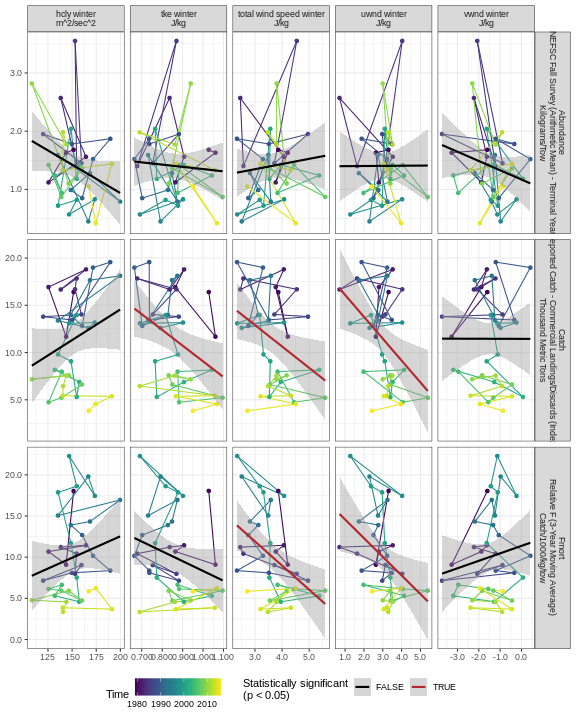 hcly winter
m^2/sec^2
tke winter
J/kg
total wind speed winter
J/kg
uwnd winter
J/kg
vwnd winter
J/kg
3.0
2.0
1.0
Abundance
NEFSC Fall Survey (Arithmetic Mean) - Terminal Year
Kilograms/tow
20.0
15.0
10.0
5.0
Catch
eported Catch - Commercial Landings/Discards (Inde
Thousand Metric Tons
20.0
15.0
10.0
5.0
0.0
Fmort
Relative F (3-Year Moving Average)
Catch/1000/kg/tow
125 150 175 200
0.700 0.800 0.900 1.000 1.100
3.0 4.0 5.0
1.0 2.0 3.0 4.0 5.0
-3.0 -2.0 -1.0 0.0
Time
1980 1990 2000 2010
Statistically significant
(p < 0.05)
FALSE
TRUE